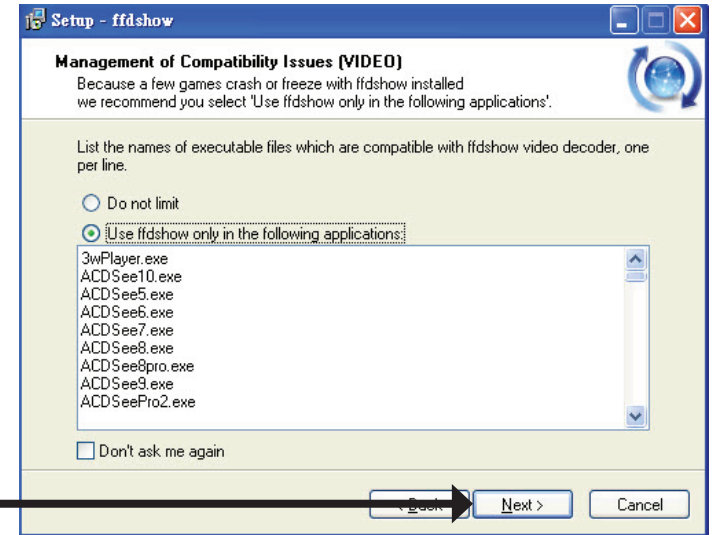 Setup - ffdshow
Management of Compatibility Issues (VIDEO)
Because a few games crash or freeze with ffdshow installed
we recommend you select 'Use ffdshow only in the following applications'.
List the names of executable files which are compatible with ffdshow video decoder, one
per line.
Do not limit
Use ffdshow only in the following applications:
3wPlayer.exe
ACDSee10.exe
ACDSee5.exe
ACDSee6.exe
ACDSee7.exe
ACDSee8.exe
ACDSee8pro.exe
ACDSee9.exe
ACDSeePro2.exe
Don't ask me again
< Back Next > Cancel